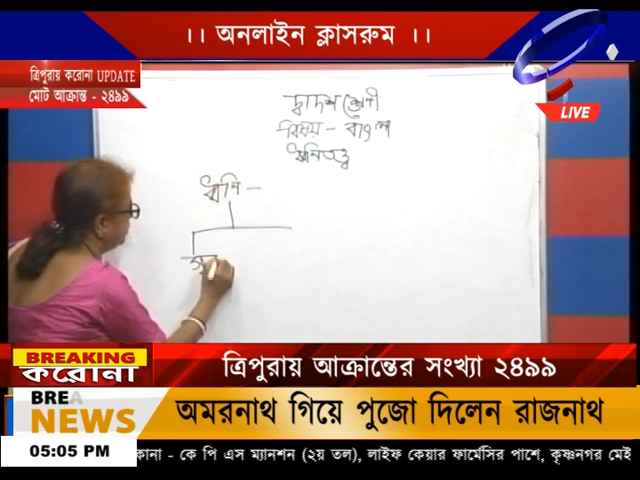 ।। অনলাইন ক্লাসরুম ।।
ত্রিপুরায় করোনা UPDATE
মোট আক্রান্ত - ২৪৯৯
LIVE
দ্বাদশ শ্রেণী
বিষয় - বাংলা
ধ্বনিতত্ত্ব
ধ্বনি -
BREAKING
করোনা
ত্রিপুরায় আক্রান্তের সংখ্যা ২৪৯৯
BREA
NEWS
অমরনাথ গিয়ে পুজো দিলেন রাজনাথ
05:05 PM
কানা - কে পি এস ম্যানশন (২য় তল), লাইফ কেয়ার ফার্মেসির পাশে, কৃষ্ণনগর মেই